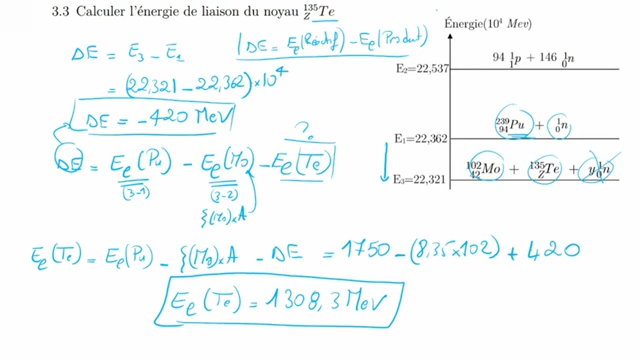 3.3 Calculer l'énergie de liaison du noyau ¹³⁵_Z Te
Énergie(10⁴ Mev)
ΔE = E₃ - E₁
| ΔE = Eℓ(Réactif) - Eℓ(Produit)
= (22,321 - 22,362) × 10⁴
ΔE = -420 MeV
E₂=22,537
94 ¹₁p + 146 ¹₀n
²³⁹₉₄Pu + ¹₀n
E₁=22,362
¹⁰²₄₂Mo + ¹³⁵_Z Te + y ¹₀n
E₃=22,321
?
ΔE = Eℓ(Pu) - Eℓ(Mo) - Eℓ(Te)
(3-1) (3-2)
ξ(Mo)×A
Eℓ(Te) = Eℓ(Pu) - ξ(Mo)×A - ΔE = 1750 - (8,35×102) + 420
Eℓ(Te) = 1308,3 MeV